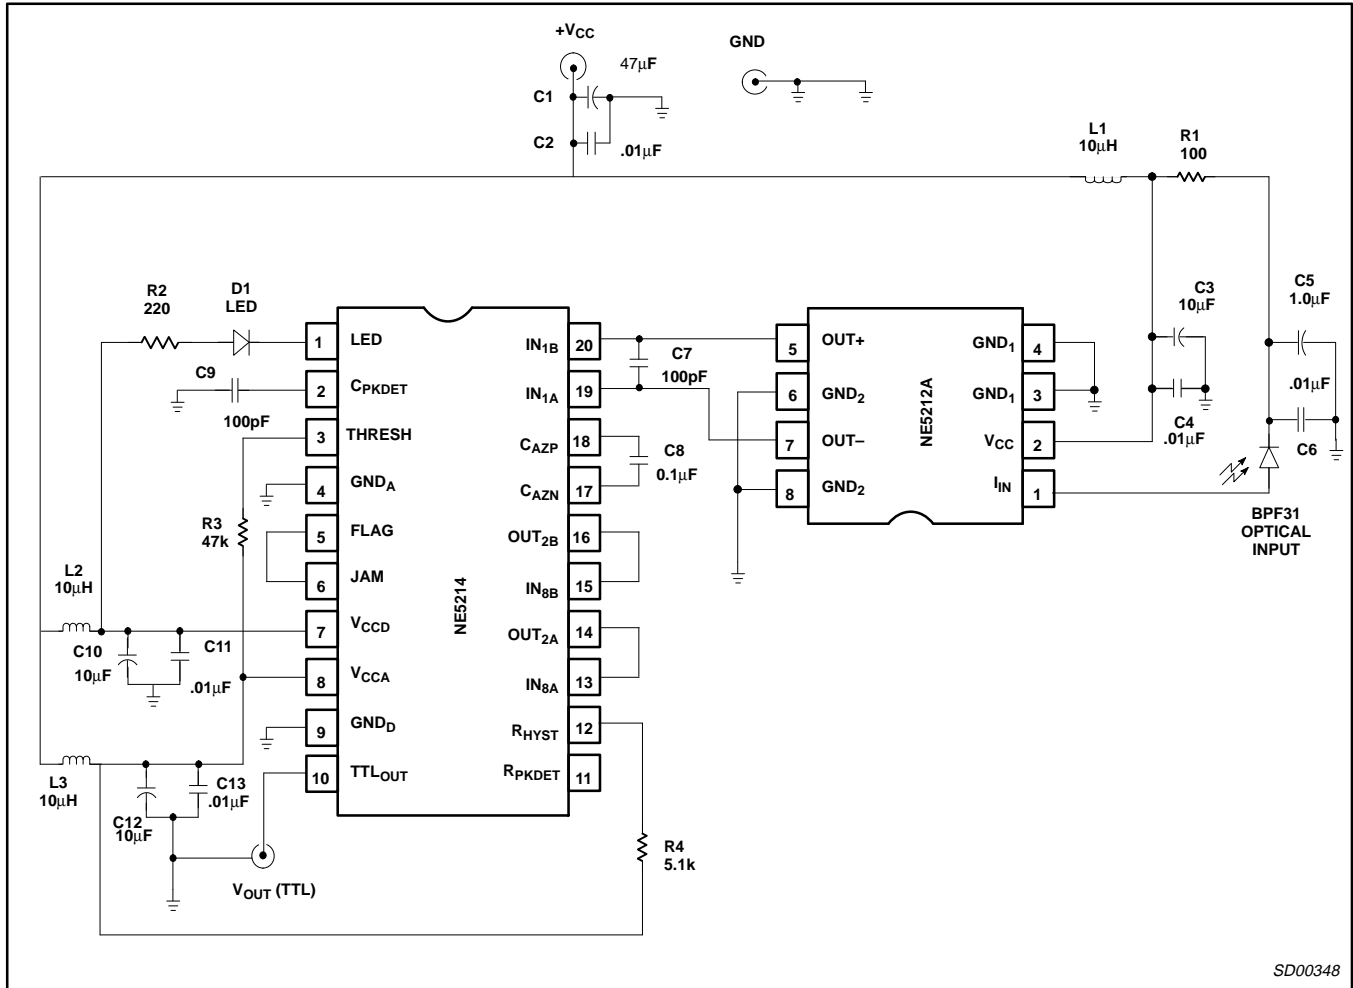 +VCC
GND
47μF
C1
C2
.01μF
L1
10μH
R1
100
R2
220
D1
LED
C9
100pF
1
LED
2
CPKDET
3
THRESH
4
GNDA
5
FLAG
6
JAM
7
VCCD
8
VCCA
9
GNDD
10
TTLOUT
NE5214
IN1B
20
IN1A
19
CAZP
18
CAZN
17
OUT2B
16
IN8B
15
OUT2A
14
IN8A
13
RHYST
12
RPKDET
11
C7
100pF
C8
0.1μF
5
OUT+
6
GND2
7
OUT–
8
GND2
NE5212A
GND1
4
GND1
3
VCC
2
IIN
1
C3
10μF
C4
.01μF
C5
1.0μF
.01μF
C6
BPF31
OPTICAL
INPUT
R3
47k
L2
10μH
C10
10μF
C11
.01μF
L3
10μH
C12
10μF
C13
.01μF
VOUT (TTL)
R4
5.1k
SD00348